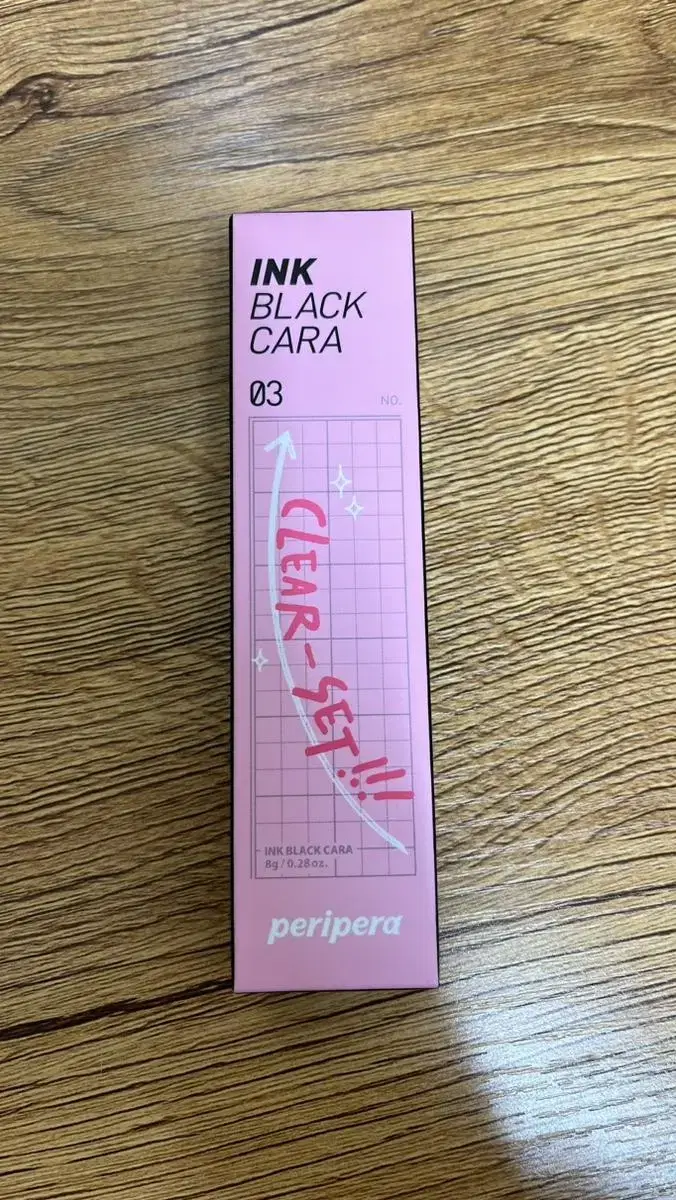 INK
BLACK
CARA
03
NO.
CLEAR-SET!!!
INK BLACK CARA
8g / 0.28oz.
peripera